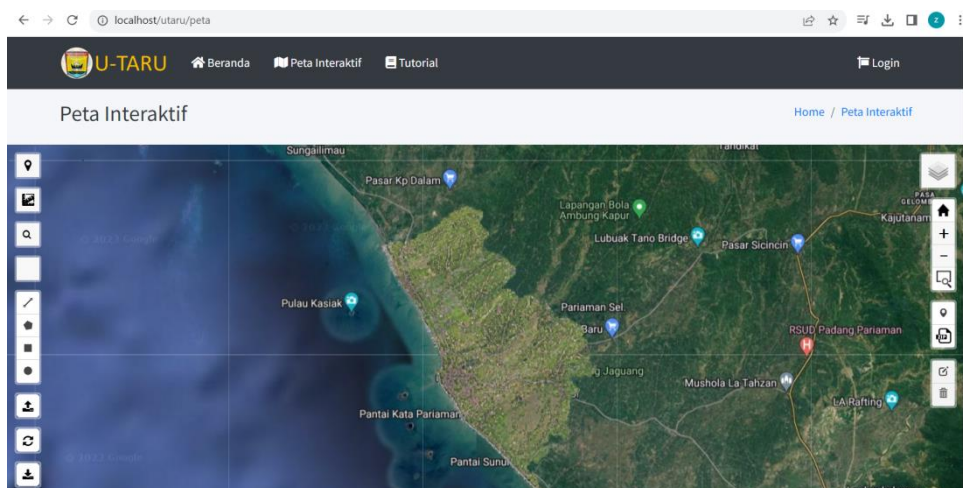 localhost/utaru/peta
Z
U-TARU
Beranda
Peta Interaktif
Tutorial
Login
Peta Interaktif
Home / Peta Interaktif
Sungailimau
Tandikat
Pasar Kp Dalam
Lapangan Bola
Ambung Kapur
Kajutanam
Lubuak Tano Bridge
Pasar Sicincin
Pulau Kasiak
Pariaman Sel.
Baru
RSUD Padang Pariaman
H
g Jaguang
Mushola La Tahzan
LA Rafting
Pantai Kata Pariaman
Pantai Sunur